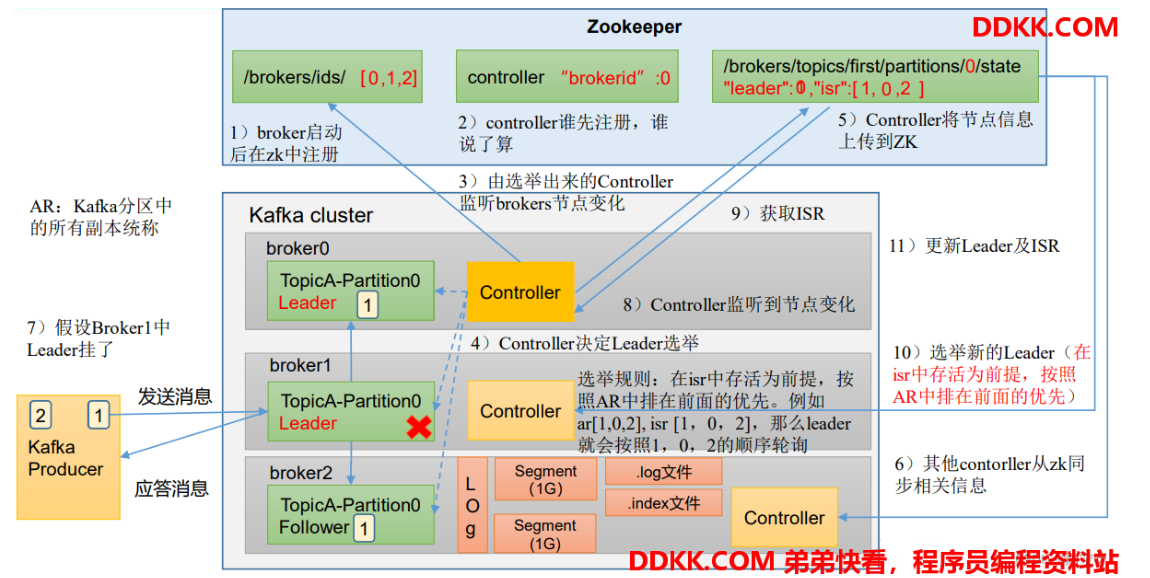 Zookeeper
DDKK.COM
/brokers/ids/ [0,1,2]
controller “brokerid”:0
/brokers/topics/first/partitions/0/state
"leader": ,"isr":[ 1, 0 ,2 ]
1）broker启动
后在zk中注册
2）controller谁先注册，谁
说了算
5）Controller将节点信息
上传到ZK
3）由选举出来的Controller
监听brokers节点变化
AR：Kafka分区中
的所有副本统称
Kafka cluster
9）获取ISR
11）更新Leader及ISR
broker0
TopicA-Partition0
Leader 1
Controller
8）Controller监听到节点变化
7）假设Broker1中
Leader挂了
4）Controller决定Leader选举
broker1
TopicA-Partition0
Leader
Controller
选举规则：在isr中存活为前提，按
照AR中排在前面的优先。例如
ar[1,0,2], isr [1，0，2]，那么leader
就会按照1，0，2的顺序轮询
10）选举新的Leader（在
isr中存活为前提，按照
AR中排在前面的优先）
发送消息
2 1
Kafka
Producer
应答消息
broker2
TopicA-Partition0
Follower 1
L
O
g
Segment
(1G)
Segment
(1G)
.log文件
.index文件
Controller
6）其他contorller从zk同
步相关信息
DDKK.COM 弟弟快看，程序员编程资料站